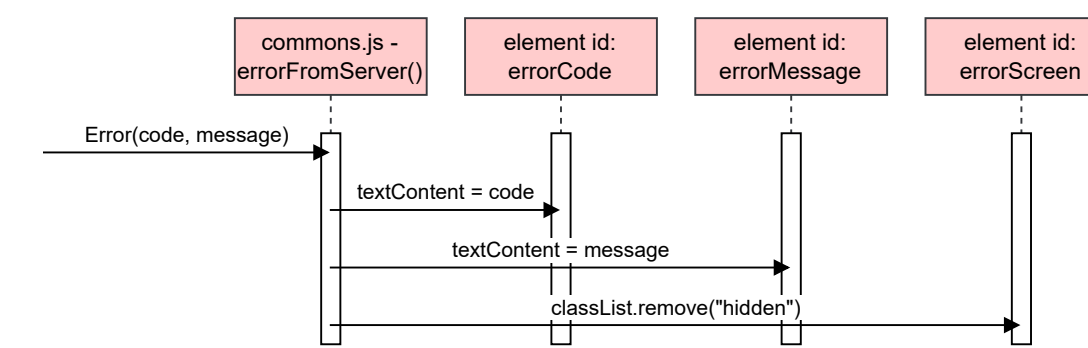 commons.js -
errorFromServer()
element id:
errorCode
element id:
errorMessage
element id:
errorScreen
Error(code, message)
textContent = code
textContent = message
classList.remove("hidden")